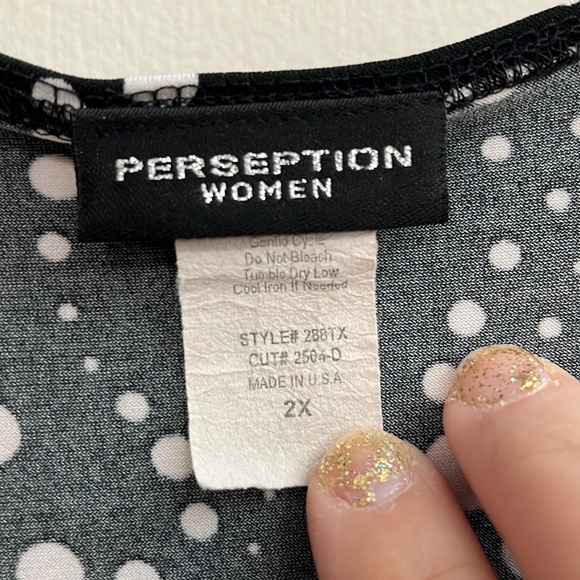 PERSEPTION
WOMEN
Gentle Cycle
Do Not Bleach
Tumble Dry Low
Cool Iron If Needed
STYLE# 2881X
CUT# 2504-D
MADE IN U.S.A
2X